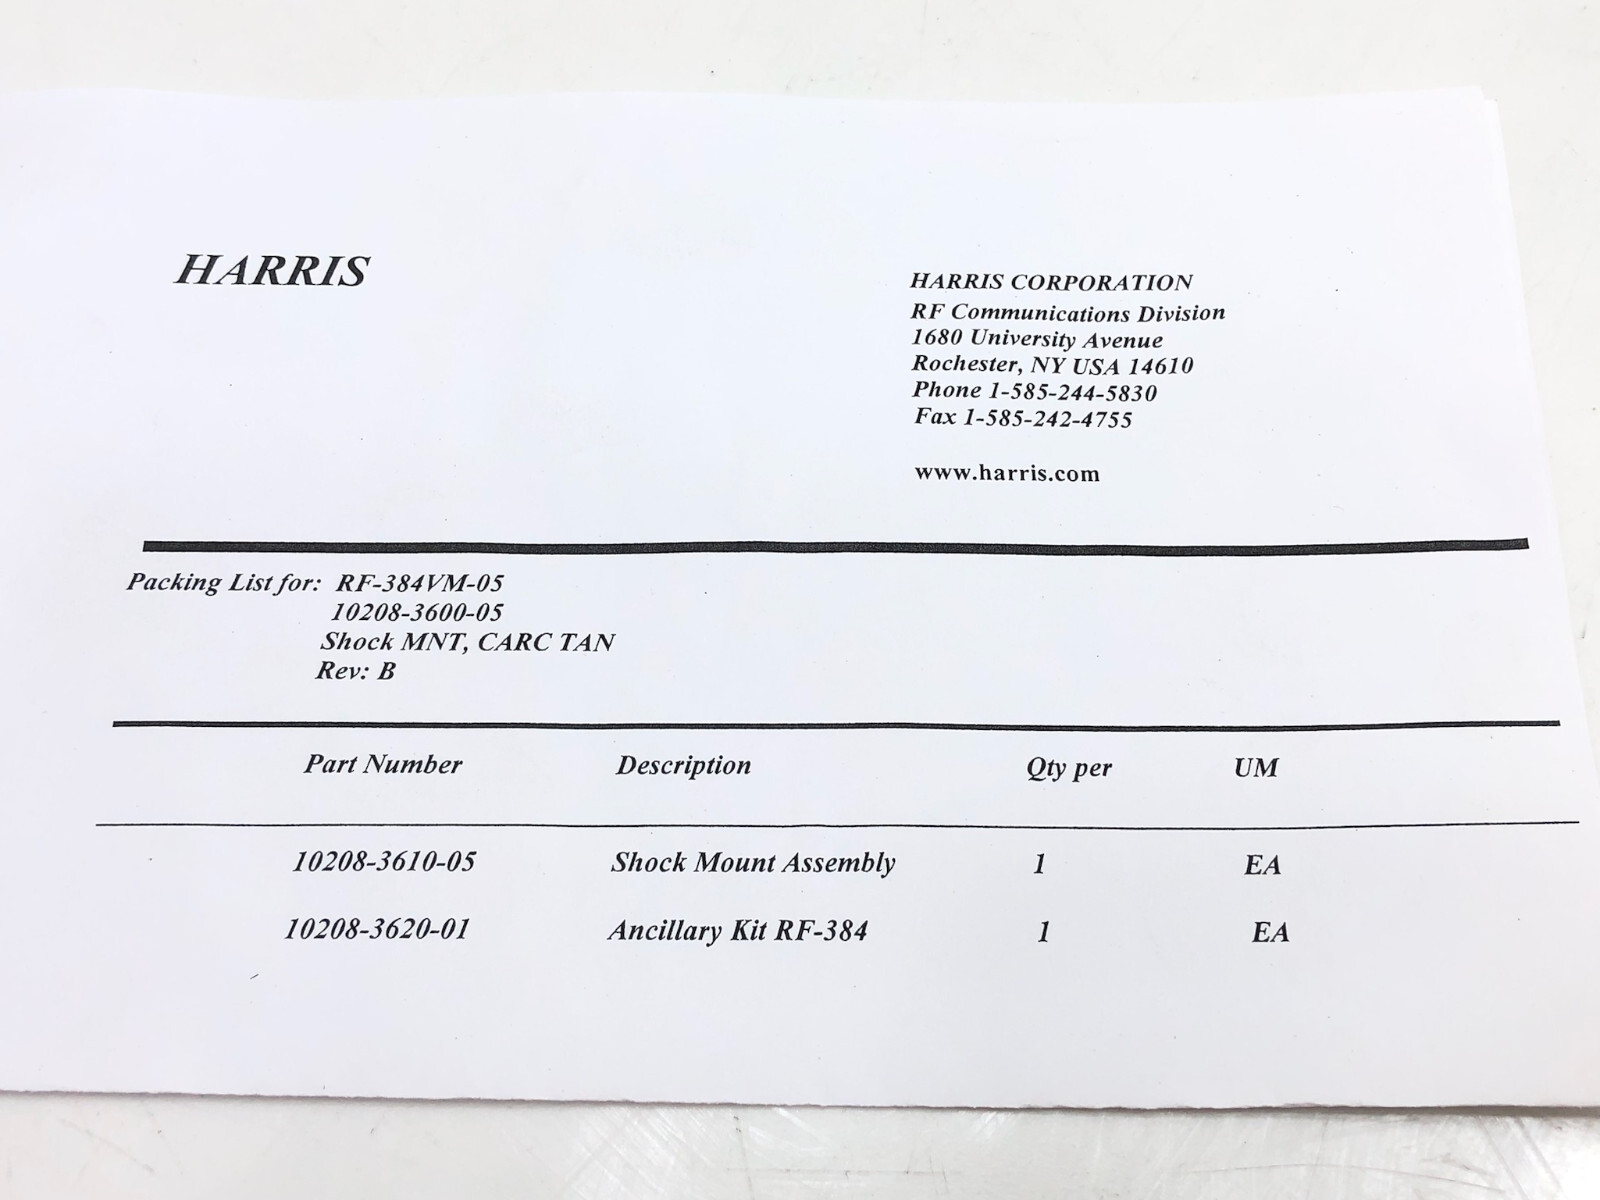 HARRIS
HARRIS CORPORATION
RF Communications Division
1680 University Avenue
Rochester, NY USA 14610
Phone 1-585-244-5830
Fax 1-585-242-4755
www.harris.com
Packing List for: RF-384VM-05
10208-3600-05
Shock MNT, CARC TAN
Rev: B
Part Number Description Qty per UM
10208-3610-05 Shock Mount Assembly 1 EA
10208-3620-01 Ancillary Kit RF-384 1 EA